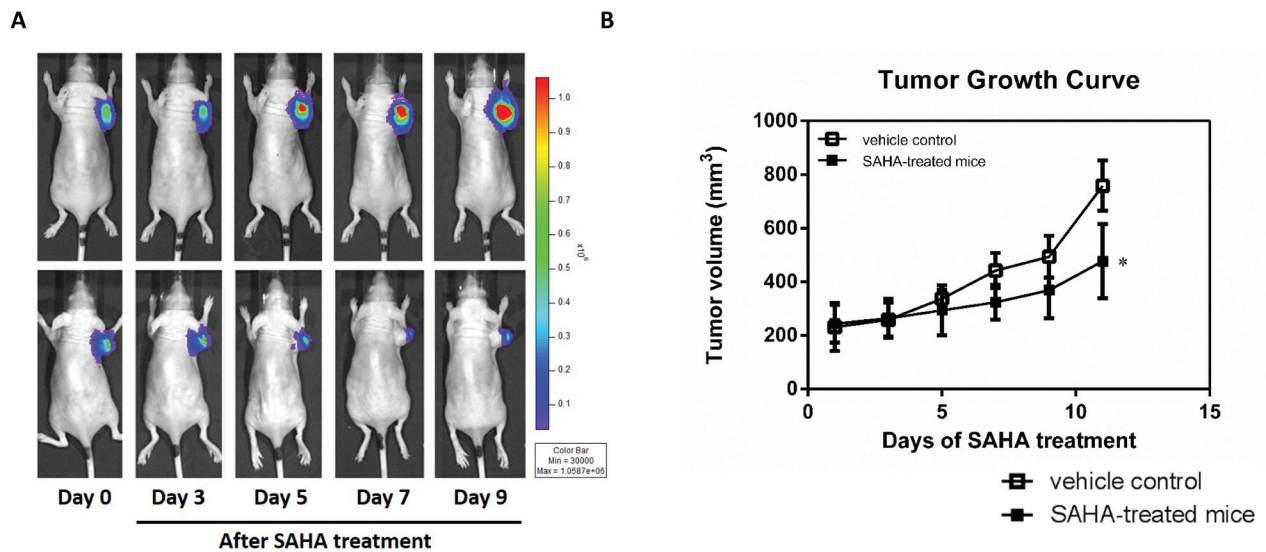 A
1.0
0.9
0.8
0.7
0.6
0.5
0.4
0.3
0.2
0.1
x10⁶
Color Bar
Min = 30000
Max = 1.0587e+06
Day 0
Day 3
Day 5
Day 7
Day 9
After SAHA treatment
B
Tumor Growth Curve
1000
800
600
400
200
0
Tumor volume (mm³)
vehicle control
SAHA-treated mice
*
0
5
10
15
Days of SAHA treatment
vehicle control
SAHA-treated mice